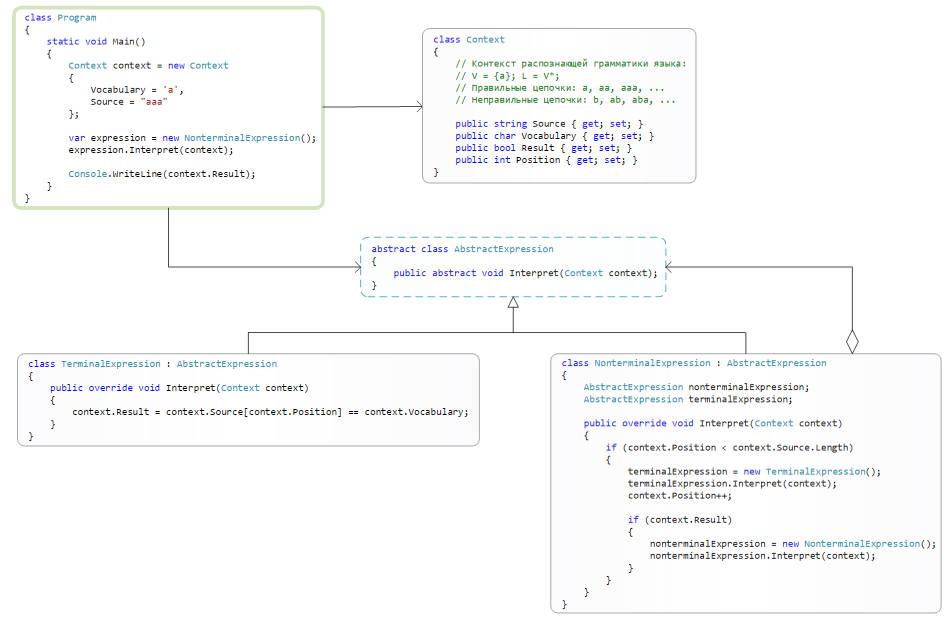 class Program
{
    static void Main()
    {
        Context context = new Context
        {
            Vocabulary = 'a',
            Source = "aaa"
        };

        var expression = new NonterminalExpression();
        expression.Interpret(context);

        Console.WriteLine(context.Result);
    }
}
class Context
{
    // Контекст распознающей грамматики языка:
    // V = {a}; L = V*;
    // Правильные цепочки: a, aa, aaa, ...
    // Неправильные цепочки: b, ab, aba, ...

    public string Source { get; set; }
    public char Vocabulary { get; set; }
    public bool Result { get; set; }
    public int Position { get; set; }
}
abstract class AbstractExpression
{
    public abstract void Interpret(Context context);
}
class TerminalExpression : AbstractExpression
{
    public override void Interpret(Context context)
    {
        context.Result = context.Source[context.Position] == context.Vocabulary;
    }
}
class NonterminalExpression : AbstractExpression
{
    AbstractExpression nonterminalExpression;
    AbstractExpression terminalExpression;

    public override void Interpret(Context context)
    {
        if (context.Position < context.Source.Length)
        {
            terminalExpression = new TerminalExpression();
            terminalExpression.Interpret(context);
            context.Position++;

            if (context.Result)
            {
                nonterminalExpression = new NonterminalExpression();
                nonterminalExpression.Interpret(context);
            }
        }
    }
}